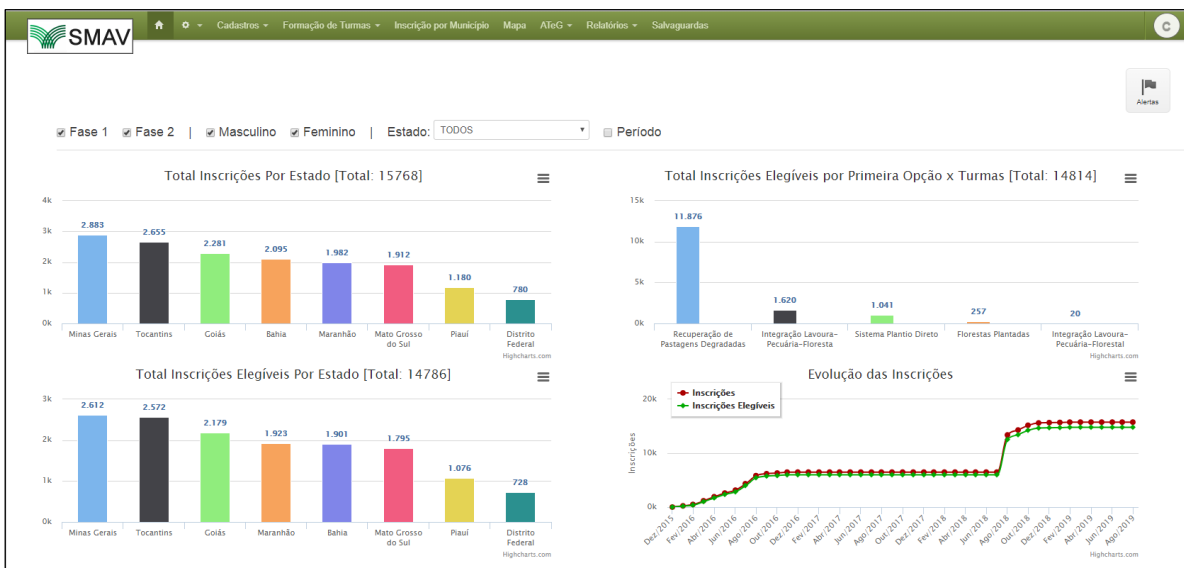 SMAV
Cadastros Formação de Turmas Inscrição por Município Mapa ATeG Relatórios Salvaguardas
C
Alertas
Fase 1 Fase 2 | Masculino Feminino | Estado: TODOS Período
Total Inscrições Por Estado [Total: 15768]
4k
3k
2k
1k
0k
2.883
2.655
2.281
2.095
1.982
1.912
1.180
780
Minas Gerais
Tocantins
Goiás
Bahia
Maranhão
Mato Grosso
do Sul
Piauí
Distrito
Federal
Highcharts.com
Total Inscrições Elegíveis por Primeira Opção x Turmas [Total: 14814]
15k
10k
5k
0k
11.876
1.620
1.041
257
20
Recuperação de
Pastagens Degradadas
Integração Lavoura-
Pecuária-Floresta
Sistema Plantio Direto
Florestas Plantadas
Integração Lavoura-
Pecuária-Florestal
Highcharts.com
Total Inscrições Elegíveis Por Estado [Total: 14786]
3k
2k
1k
0k
2.612
2.572
2.179
1.923
1.901
1.795
1.076
728
Minas Gerais
Tocantins
Goiás
Maranhão
Bahia
Mato Grosso
do Sul
Piauí
Distrito
Federal
Highcharts.com
Evolução das Inscrições
Inscrições
Inscrições Elegíveis
Inscrições
20k
10k
0k
Dez/2015
Fev/2016
Abr/2016
Jun/2016
Ago/2016
Out/2016
Dez/2016
Fev/2017
Abr/2017
Jun/2017
Ago/2017
Out/2017
Dez/2017
Fev/2018
Abr/2018
Jun/2018
Ago/2018
Out/2018
Dez/2018
Fev/2019
Abr/2019
Jun/2019
Ago/2019
Highcharts.com